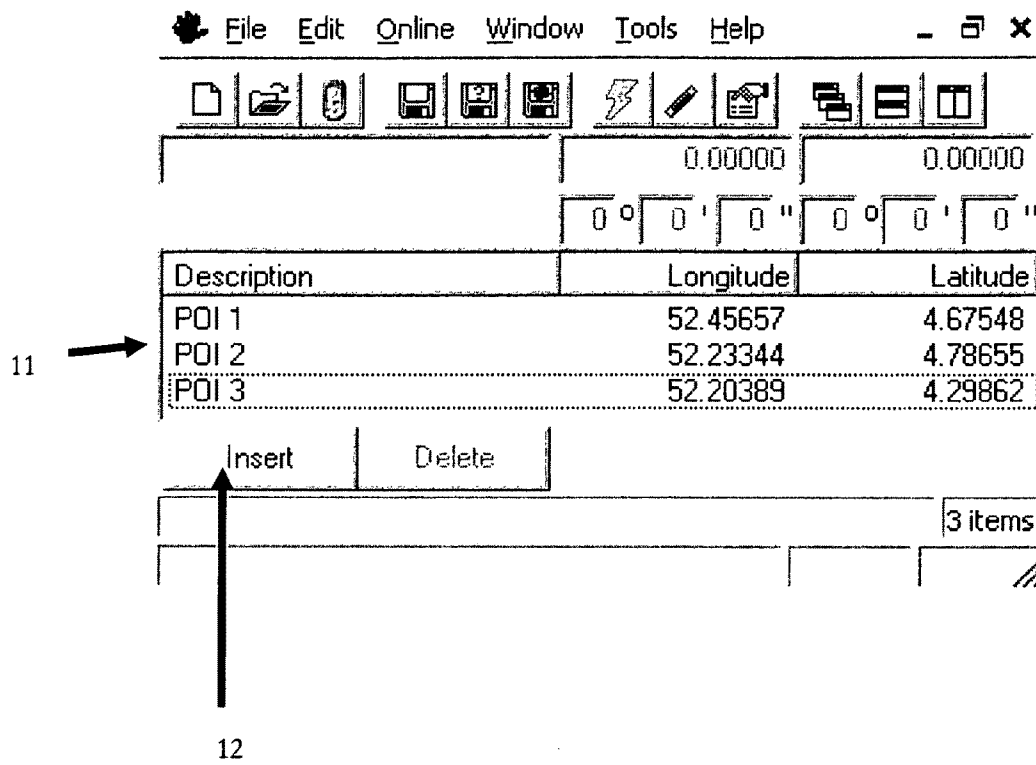 File Edit Online Window Tools Help
0.00000 0.00000
0 ° 0 ' 0 " 0 ° 0 ' 0 "
Description Longitude Latitude
POI 1 52.45657 4.67548
POI 2 52.23344 4.78655
POI 3 52.20389 4.29862
11
Insert Delete
3 items
12